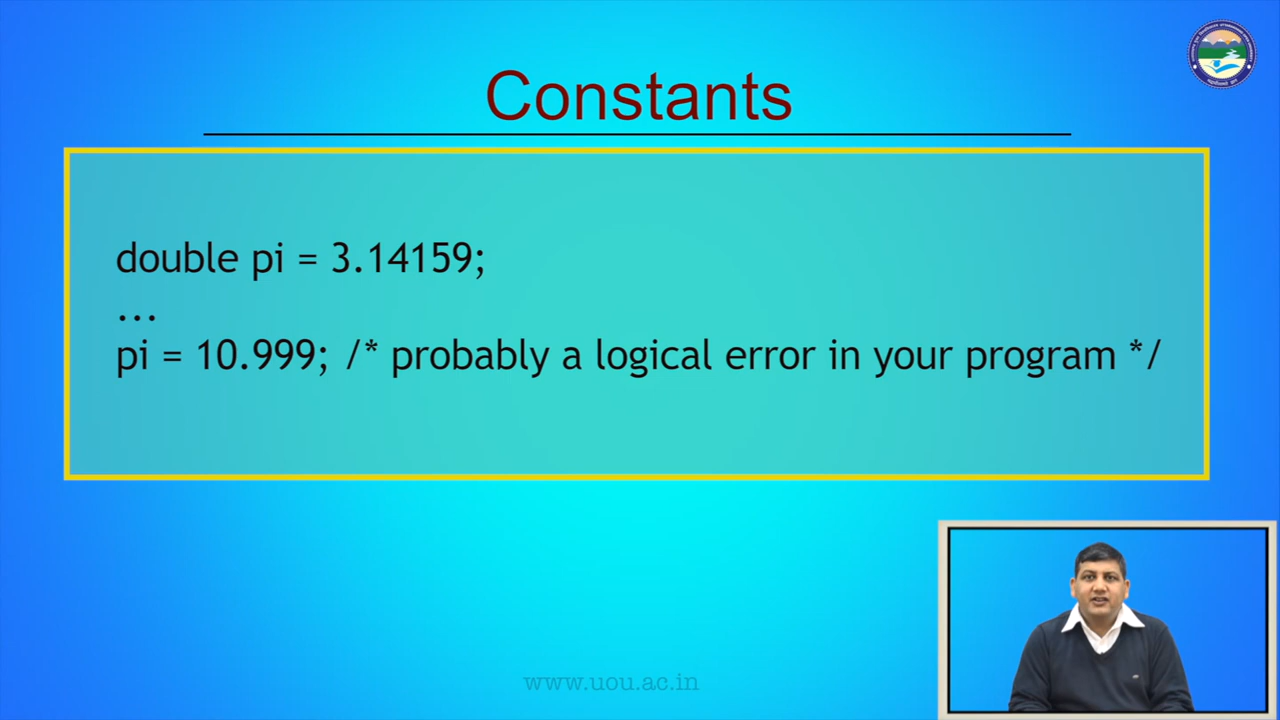 Constants
double pi = 3.14159;
...
pi = 10.999; /* probably a logical error in your program */
www.uou.ac.in